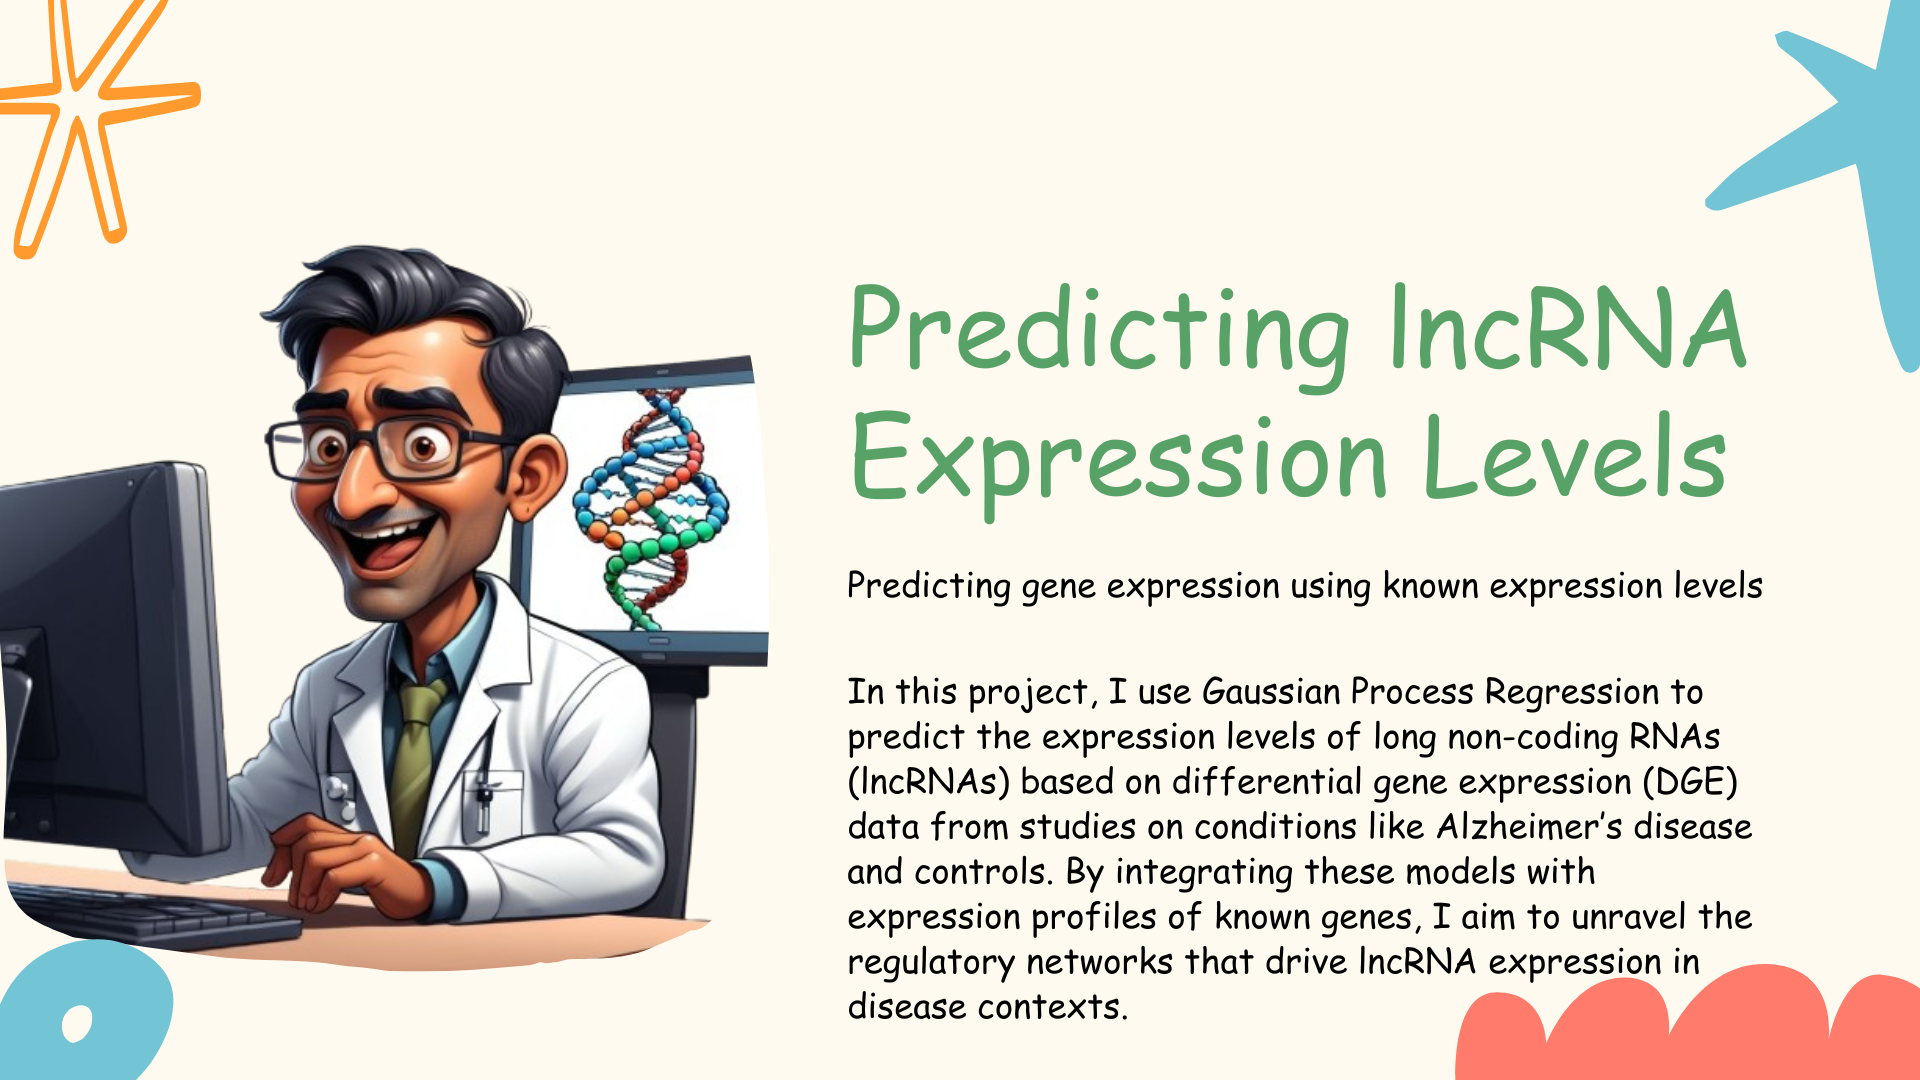 Predicting lncRNA
Expression Levels
Predicting gene expression using known expression levels
In this project, I use Gaussian Process Regression to
predict the expression levels of long non-coding RNAs
(lncRNAs) based on differential gene expression (DGE)
data from studies on conditions like Alzheimer’s disease
and controls. By integrating these models with
expression profiles of known genes, I aim to unravel the
regulatory networks that drive lncRNA expression in
disease contexts.